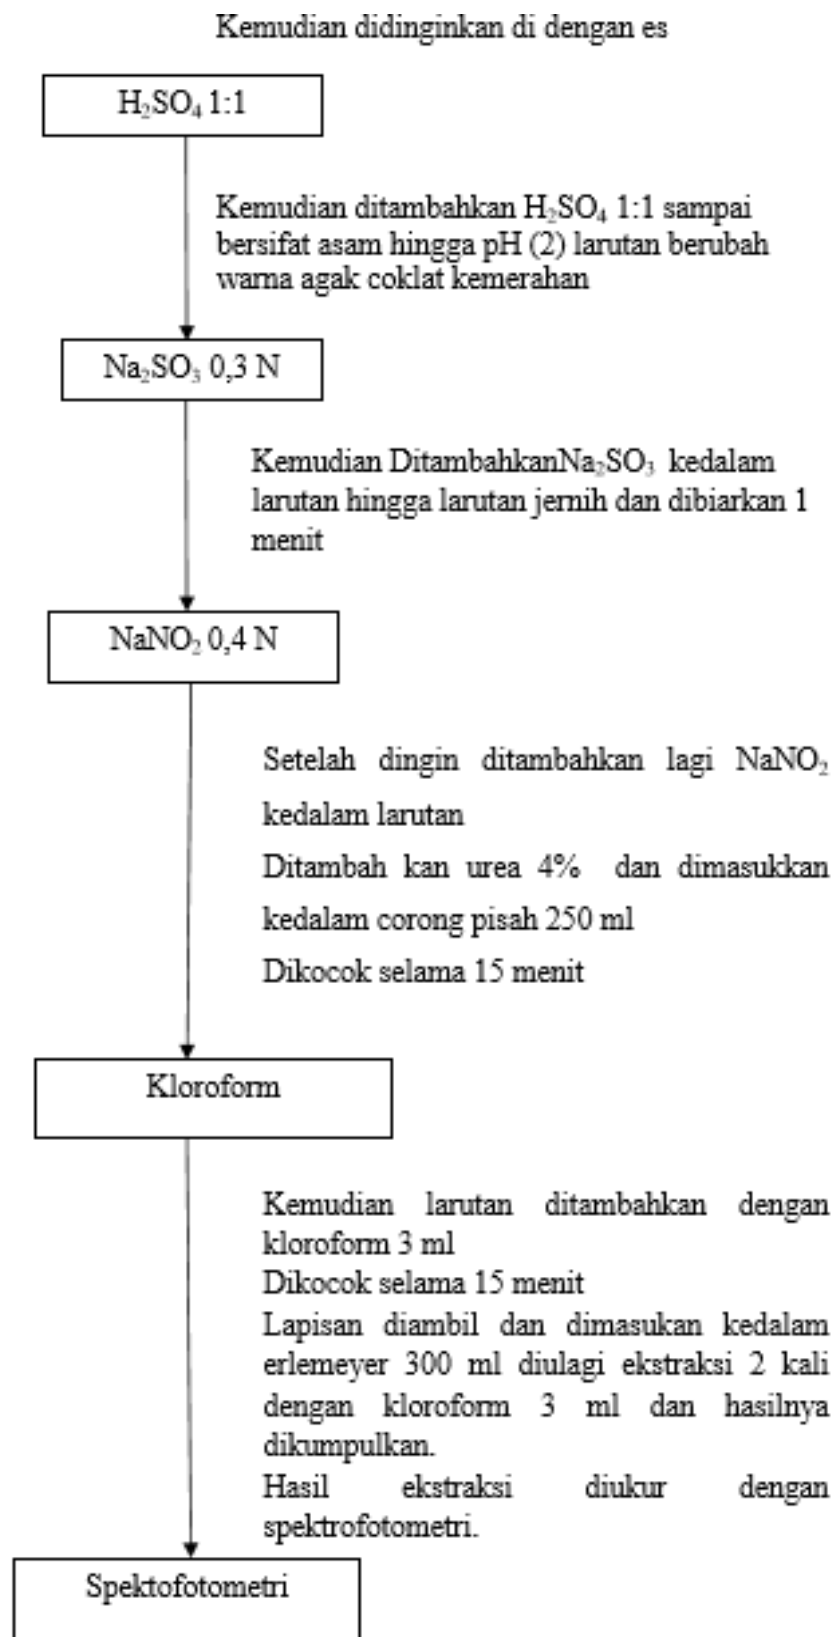 Kemudian didinginkan di dengan es
H₂SO₄ 1:1
Kemudian ditambahkan H₂SO₄ 1:1 sampai
bersifat asam hingga pH (2) larutan berubah
warna agak coklat kemerahan
Na₂SO₃ 0,3 N
Kemudian DitambahkanNa₂SO₃ kedalam
larutan hingga larutan jernih dan dibiarkan 1
menit
NaNO₂ 0,4 N
Setelah dingin ditambahkan lagi NaNO₂
kedalam larutan
Ditambah kan urea 4% dan dimasukkan
kedalam corong pisah 250 ml
Dikocok selama 15 menit
Kloroform
Kemudian larutan ditambahkan dengan
kloroform 3 ml
Dikocok selama 15 menit
Lapisan diambil dan dimasukan kedalam
erlemeyer 300 ml diulagi ekstraksi 2 kali
dengan kloroform 3 ml dan hasilnya
dikumpulkan.
Hasil ekstraksi diukur dengan
spektrofotometri.
Spektofotometri